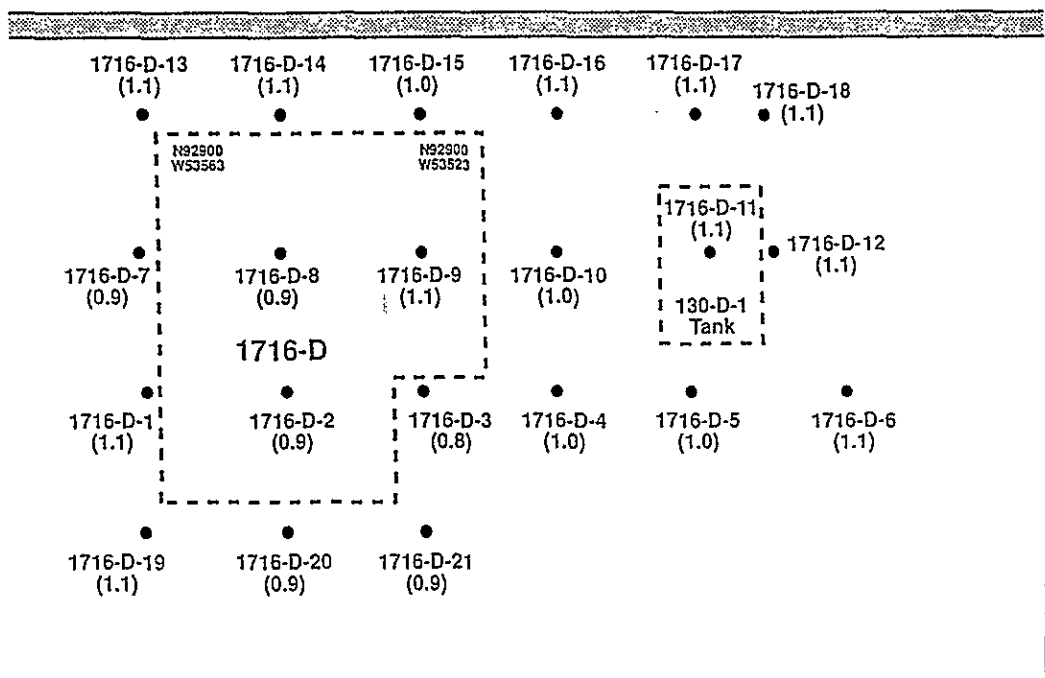 1716-D-13
(1.1)
1716-D-14
(1.1)
1716-D-15
(1.0)
1716-D-16
(1.1)
1716-D-17
(1.1)
1716-D-18
(1.1)
N92900
W53563
N92900
W53523
1716-D-7
(0.9)
1716-D-8
(0.9)
1716-D-9
(1.1)
1716-D-10
(1.0)
1716-D-11
(1.1)
1716-D-12
(1.1)
130-D-1
Tank
1716-D
1716-D-1
(1.1)
1716-D-2
(0.9)
1716-D-3
(0.8)
1716-D-4
(1.0)
1716-D-5
(1.0)
1716-D-6
(1.1)
1716-D-19
(1.1)
1716-D-20
(0.9)
1716-D-21
(0.9)